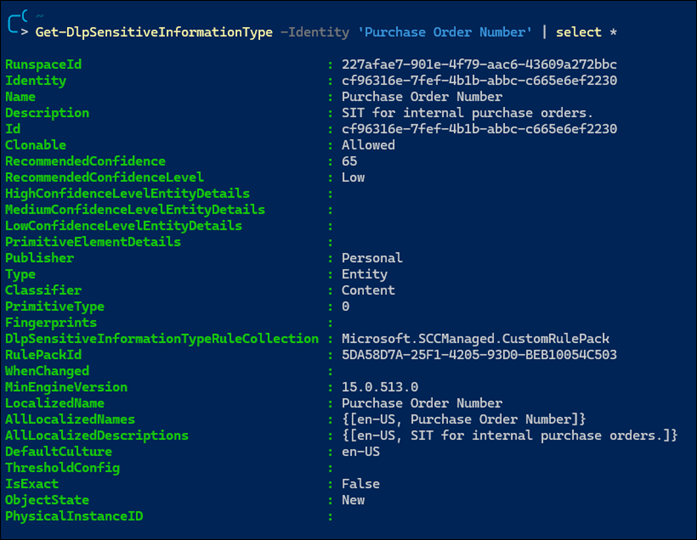 ~
> Get-DlpSensitiveInformationType -Identity 'Purchase Order Number' | select *
RunspaceId : 227afae7-901e-4f79-aac6-43609a272bbc
Identity : cf96316e-7fef-4b1b-abbc-c665e6ef2230
Name : Purchase Order Number
Description : SIT for internal purchase orders.
Id : cf96316e-7fef-4b1b-abbc-c665e6ef2230
Clonable : Allowed
RecommendedConfidence : 65
RecommendedConfidenceLevel : Low
HighConfidenceLevelEntityDetails :
MediumConfidenceLevelEntityDetails :
LowConfidenceLevelEntityDetails :
PrimitiveElementDetails :
Publisher : Personal
Type : Entity
Classifier : Content
PrimitiveType : 0
Fingerprints :
DlpSensitiveInformationTypeRuleCollection : Microsoft.SCCManaged.CustomRulePack
RulePackId : 5DA58D7A-25F1-4205-93D0-BEB10054C503
WhenChanged :
MinEngineVersion : 15.0.513.0
LocalizedName : Purchase Order Number
AllLocalizedNames : {[en-US, Purchase Order Number]}
AllLocalizedDescriptions : {[en-US, SIT for internal purchase orders.]}
DefaultCulture : en-US
ThresholdConfig :
IsExact : False
ObjectState : New
PhysicalInstanceID :